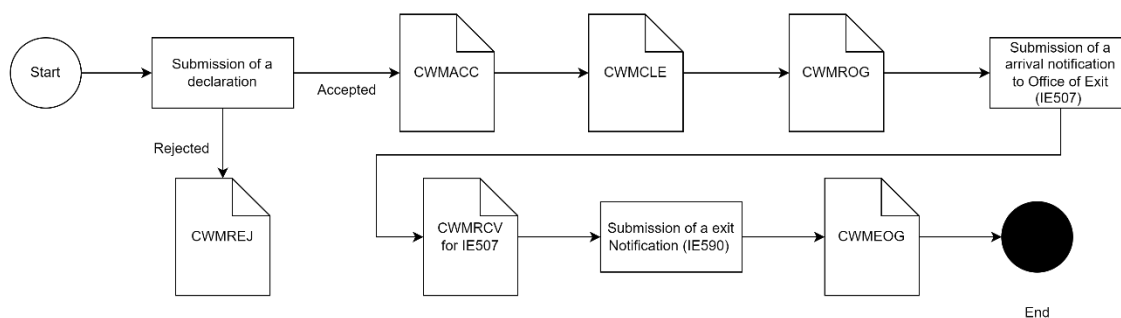 Start
Submission of a
declaration
Accepted
CWMACC
CWMCLE
CWMROG
Submission of a
arrival notification
to Office of Exit
(IE507)
Rejected
CWMREJ
CWMRCV
for IE507
Submission of a exit
Notification (IE590)
CWMEOG
End